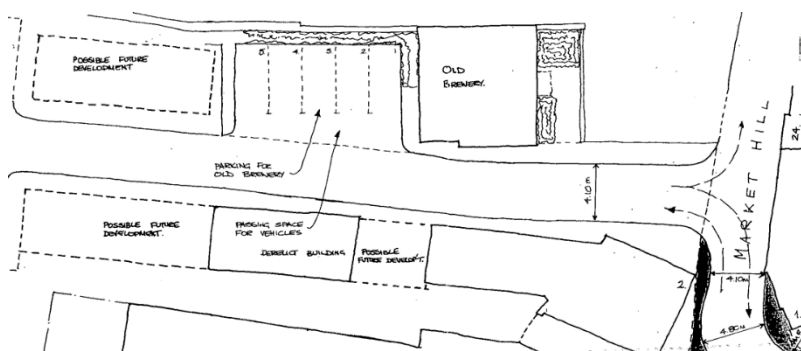 POSSIBLE FUTURE
DEVELOPMENT
5.
4.
3.
2.
OLD
BREWERY.
24.
MARKET HILL
PARKING FOR
OLD BREWERY
4.10m
POSSIBLE FUTURE
DEVELOPMENT.
PASSING SPACE
FOR VEHICLES
DERELICT BUILDING
POSSIBLE
FUTURE DEVELOPT.
2.
4.10m
4.80m
1.